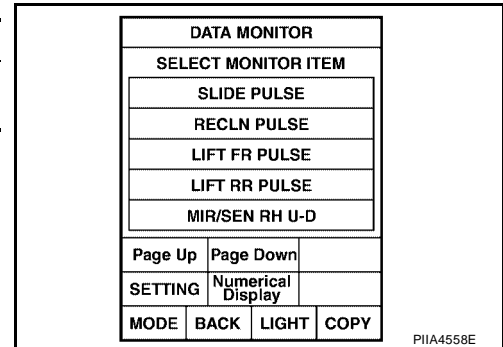 DATA MONITOR
SELECT MONITOR ITEM
SLIDE PULSE
RECLN PULSE
LIFT FR PULSE
LIFT RR PULSE
MIR/SEN RH U-D
Page Up Page Down
SETTING Numerical Display
MODE BACK LIGHT COPY
PIIA4558E